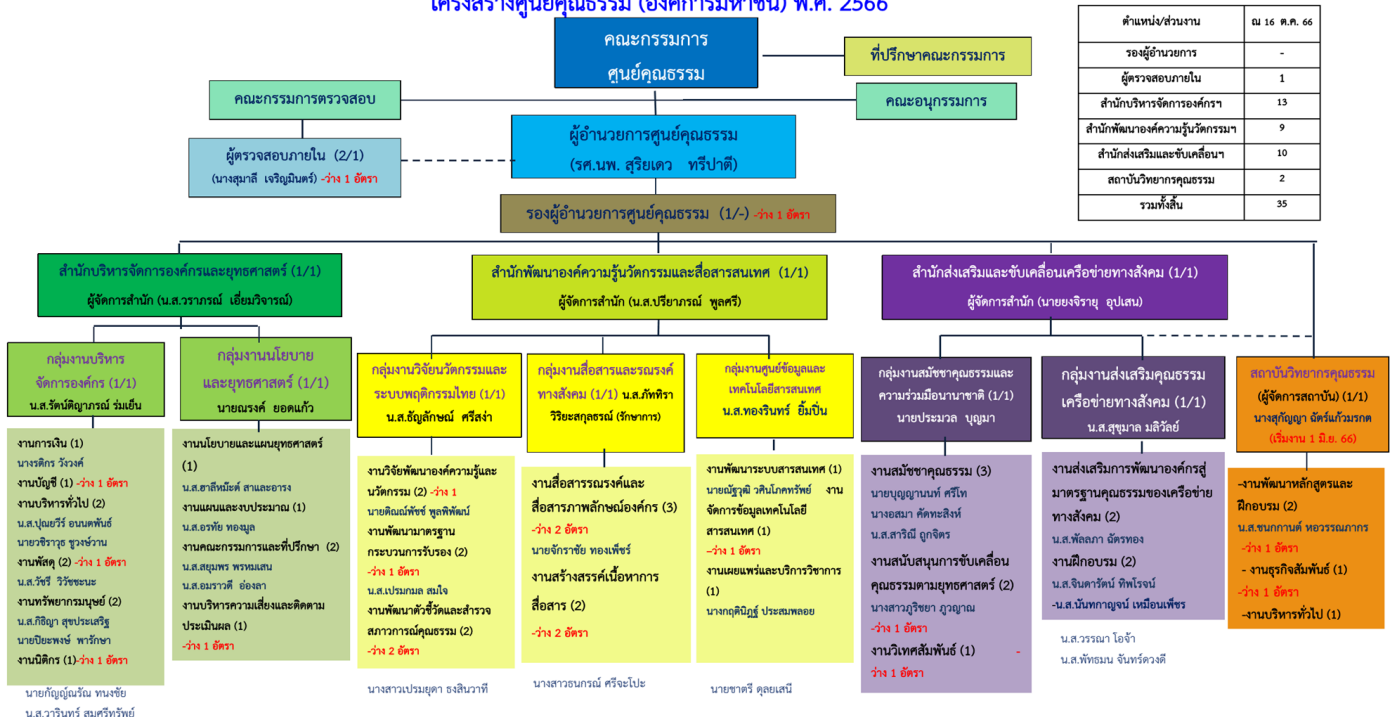 โครงสร้างศูนย์คุณธรรม (องค์การมหาชน) พ.ศ. 2566
คณะกรรมการ
ศูนย์คุณธรรม
ที่ปรึกษาคณะกรรมการ
คณะกรรมการตรวจสอบ
คณะอนุกรรมการ
ผู้อำนวยการศูนย์คุณธรรม
(รศ.นพ. สุริยเดว ทรีปาตี)
ผู้ตรวจสอบภายใน (2/1)
(นางสุมาลี เจริญมินทร์) -ว่าง 1 อัตรา
รองผู้อำนวยการศูนย์คุณธรรม (1/-) -ว่าง 1 อัตรา
ตำแหน่ง/ส่วนงาน ณ 16 ต.ค. 66
รองผู้อำนวยการ -
ผู้ตรวจสอบภายใน 1
สำนักบริหารจัดการองค์กรฯ 13
สำนักพัฒนาองค์ความรู้นวัตกรรมฯ 9
สำนักส่งเสริมและขับเคลื่อนฯ 10
สถาบันวิทยากรคุณธรรม 2
รวมทั้งสิ้น 35
สำนักบริหารจัดการองค์กรและยุทธศาสตร์ (1/1)
ผู้จัดการสำนัก (น.ส.วราภรณ์ เอี่ยมวิจารณ์)
สำนักพัฒนาองค์ความรู้นวัตกรรมและสื่อสารสนเทศ (1/1)
ผู้จัดการสำนัก (น.ส.ปรียาภรณ์ พูลศรี)
สำนักส่งเสริมและขับเคลื่อนเครือข่ายทางสังคม (1/1)
ผู้จัดการสำนัก (นายยงจิรายุ อุปเสน)
กลุ่มงานบริหาร
จัดการองค์กร (1/1)
น.ส.รัตน์ติญาภรณ์ ร่มเย็น
งานการเงิน (1)
นางรติกร วังวงค์
งานบัญชี (1) -ว่าง 1 อัตรา
งานบริหารทั่วไป (2)
น.ส.ปุณยวีร์ อนนตพันธ์
นายวชิราวุธ ชูวงษ์วาน
งานพัสดุ (2) -ว่าง 1 อัตรา
น.ส.วัชรี วิวัชชะนะ
งานทรัพยากรมนุษย์ (2)
น.ส.กิธิญา สุขประเสริฐ
นายปิยะพงษ์ พารักษา
งานนิติกร (1)-ว่าง 1 อัตรา
นายกัญญ์ณรัณ ทนงชัย
น.ส.วารินทร์ สมศรีทรัพย์
กลุ่มงานนโยบาย
และยุทธศาสตร์ (1/1)
นายณรงค์ ยอดแก้ว
งานนโยบายและแผนยุทธศาสตร์
(1)
น.ส.ฮาลีหม๊ะต์ สาและอารง
งานแผนและงบประมาณ (1)
น.ส.อรทัย ทองมูล
งานคณะกรรมการและที่ปรึกษา (2)
น.ส.สยุมพร พรหมเสน
น.ส.อมราวดี อ่องลา
งานบริหารความเสี่ยงและติดตาม
ประเมินผล (1)
-ว่าง 1 อัตรา
กลุ่มงานวิจัยนวัตกรรมและ
ระบบพฤติกรรมไทย (1/1)
น.ส.ธัญลักษณ์ ศรีสง่า
งานวิจัยพัฒนาองค์ความรู้และ
นวัตกรรม (2) -ว่าง 1
นายติณณ์พัชช์ พูลพิพัฒน์
งานพัฒนามาตรฐาน
กระบวนการรับรอง (2)
-ว่าง 1 อัตรา
น.ส.เปรมกมล สมใจ
งานพัฒนาตัวชี้วัดและสำรวจ
สภาวการณ์คุณธรรม (2)
-ว่าง 2 อัตรา
นางสาวเปรมยุดา ธงสินวาที
กลุ่มงานสื่อสารและรณรงค์
ทางสังคม (1/1) น.ส.ภัททิรา
วิริยะสกุลธรณ์ (รักษาการ)
งานสื่อสารรณรงค์และ
สื่อสารภาพลักษณ์องค์กร (3)
-ว่าง 2 อัตรา
นายจักราชัย ทองเพ็ชร์
งานสร้างสรรค์เนื้อหาการ
สื่อสาร (2)
-ว่าง 2 อัตรา
นางสาวธนกรณ์ ศรีจะโปะ
กลุ่มงานศูนย์ข้อมูลและ
เทคโนโลยีสารสนเทศ
น.ส.ทองรินทร์ ยิ้มปิ่น
งานพัฒนาระบบสารสนเทศ (1)
นายณัฐวุฒิ วศินโภคทรัพย์ งาน
จัดการข้อมูลเทคโนโลยี
สารสนเทศ (1)
-ว่าง 1 อัตรา
งานเผยแพร่และบริการวิชาการ
(1)
นางกฤตินิฏฐ์ ประสมพลอย
นายชาตรี ดุลยเสนี
กลุ่มงานสมัชชาคุณธรรมและ
ความร่วมมือนานาชาติ (1/1)
นายประมวล บุญมา
งานสมัชชาคุณธรรม (3)
นายบุญญานนท์ ศรีโท
นางอสมา คัดทะสิงห์
น.ส.สาริณี ถูกจิตร
งานสนับสนุนการขับเคลื่อน
คุณธรรมตามยุทธศาสตร์ (2)
นางสาวภูริชยา ภูวญาณ
-ว่าง 1 อัตรา
งานวิเทศสัมพันธ์ (1) -
ว่าง 1 อัตรา
กลุ่มงานส่งเสริมคุณธรรม
เครือข่ายทางสังคม (1/1)
น.ส.สุขุมาล มลิวัลย์
งานส่งเสริมการพัฒนาองค์กรสู่
มาตรฐานคุณธรรมของเครือข่าย
ทางสังคม (2)
น.ส.พัลลภา ฉัตรทอง
งานฝึกอบรม (2)
น.ส.จินดารัตน์ ทิพโรจน์
-น.ส.นันทกาญจน์ เหมือนเพ็ชร
น.ส.วรรณา โอจ้า
น.ส.พัทธมน จันทร์ดวงดี
สถาบันวิทยากรคุณธรรม
(ผู้จัดการสถาบัน) (1/1)
นางสุกัญญา ฉัตร์แก้วมรกต
(เริ่มงาน 1 มิ.ย. 66)
-งานพัฒนาหลักสูตรและ
ฝึกอบรม (2)
น.ส.ชนกกานต์ หอวรรณภากร
-ว่าง 1 อัตรา
- งานธุรกิจสัมพันธ์ (1)
-ว่าง 1 อัตรา
-งานบริหารทั่วไป (1)